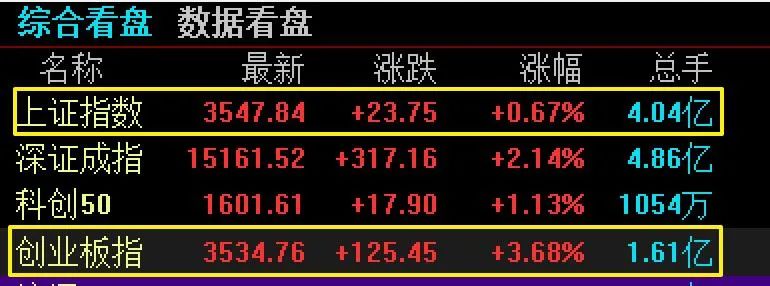 综合看盘 数据看盘
名称 最新 涨跌 涨幅 总手
上证指数 3547.84 +23.75 +0.67% 4.04亿
深证成指 15161.52 +317.16 +2.14% 4.86亿
科创50 1601.61 +17.90 +1.13% 1054万
创业板指 3534.76 +125.45 +3.68% 1.61亿